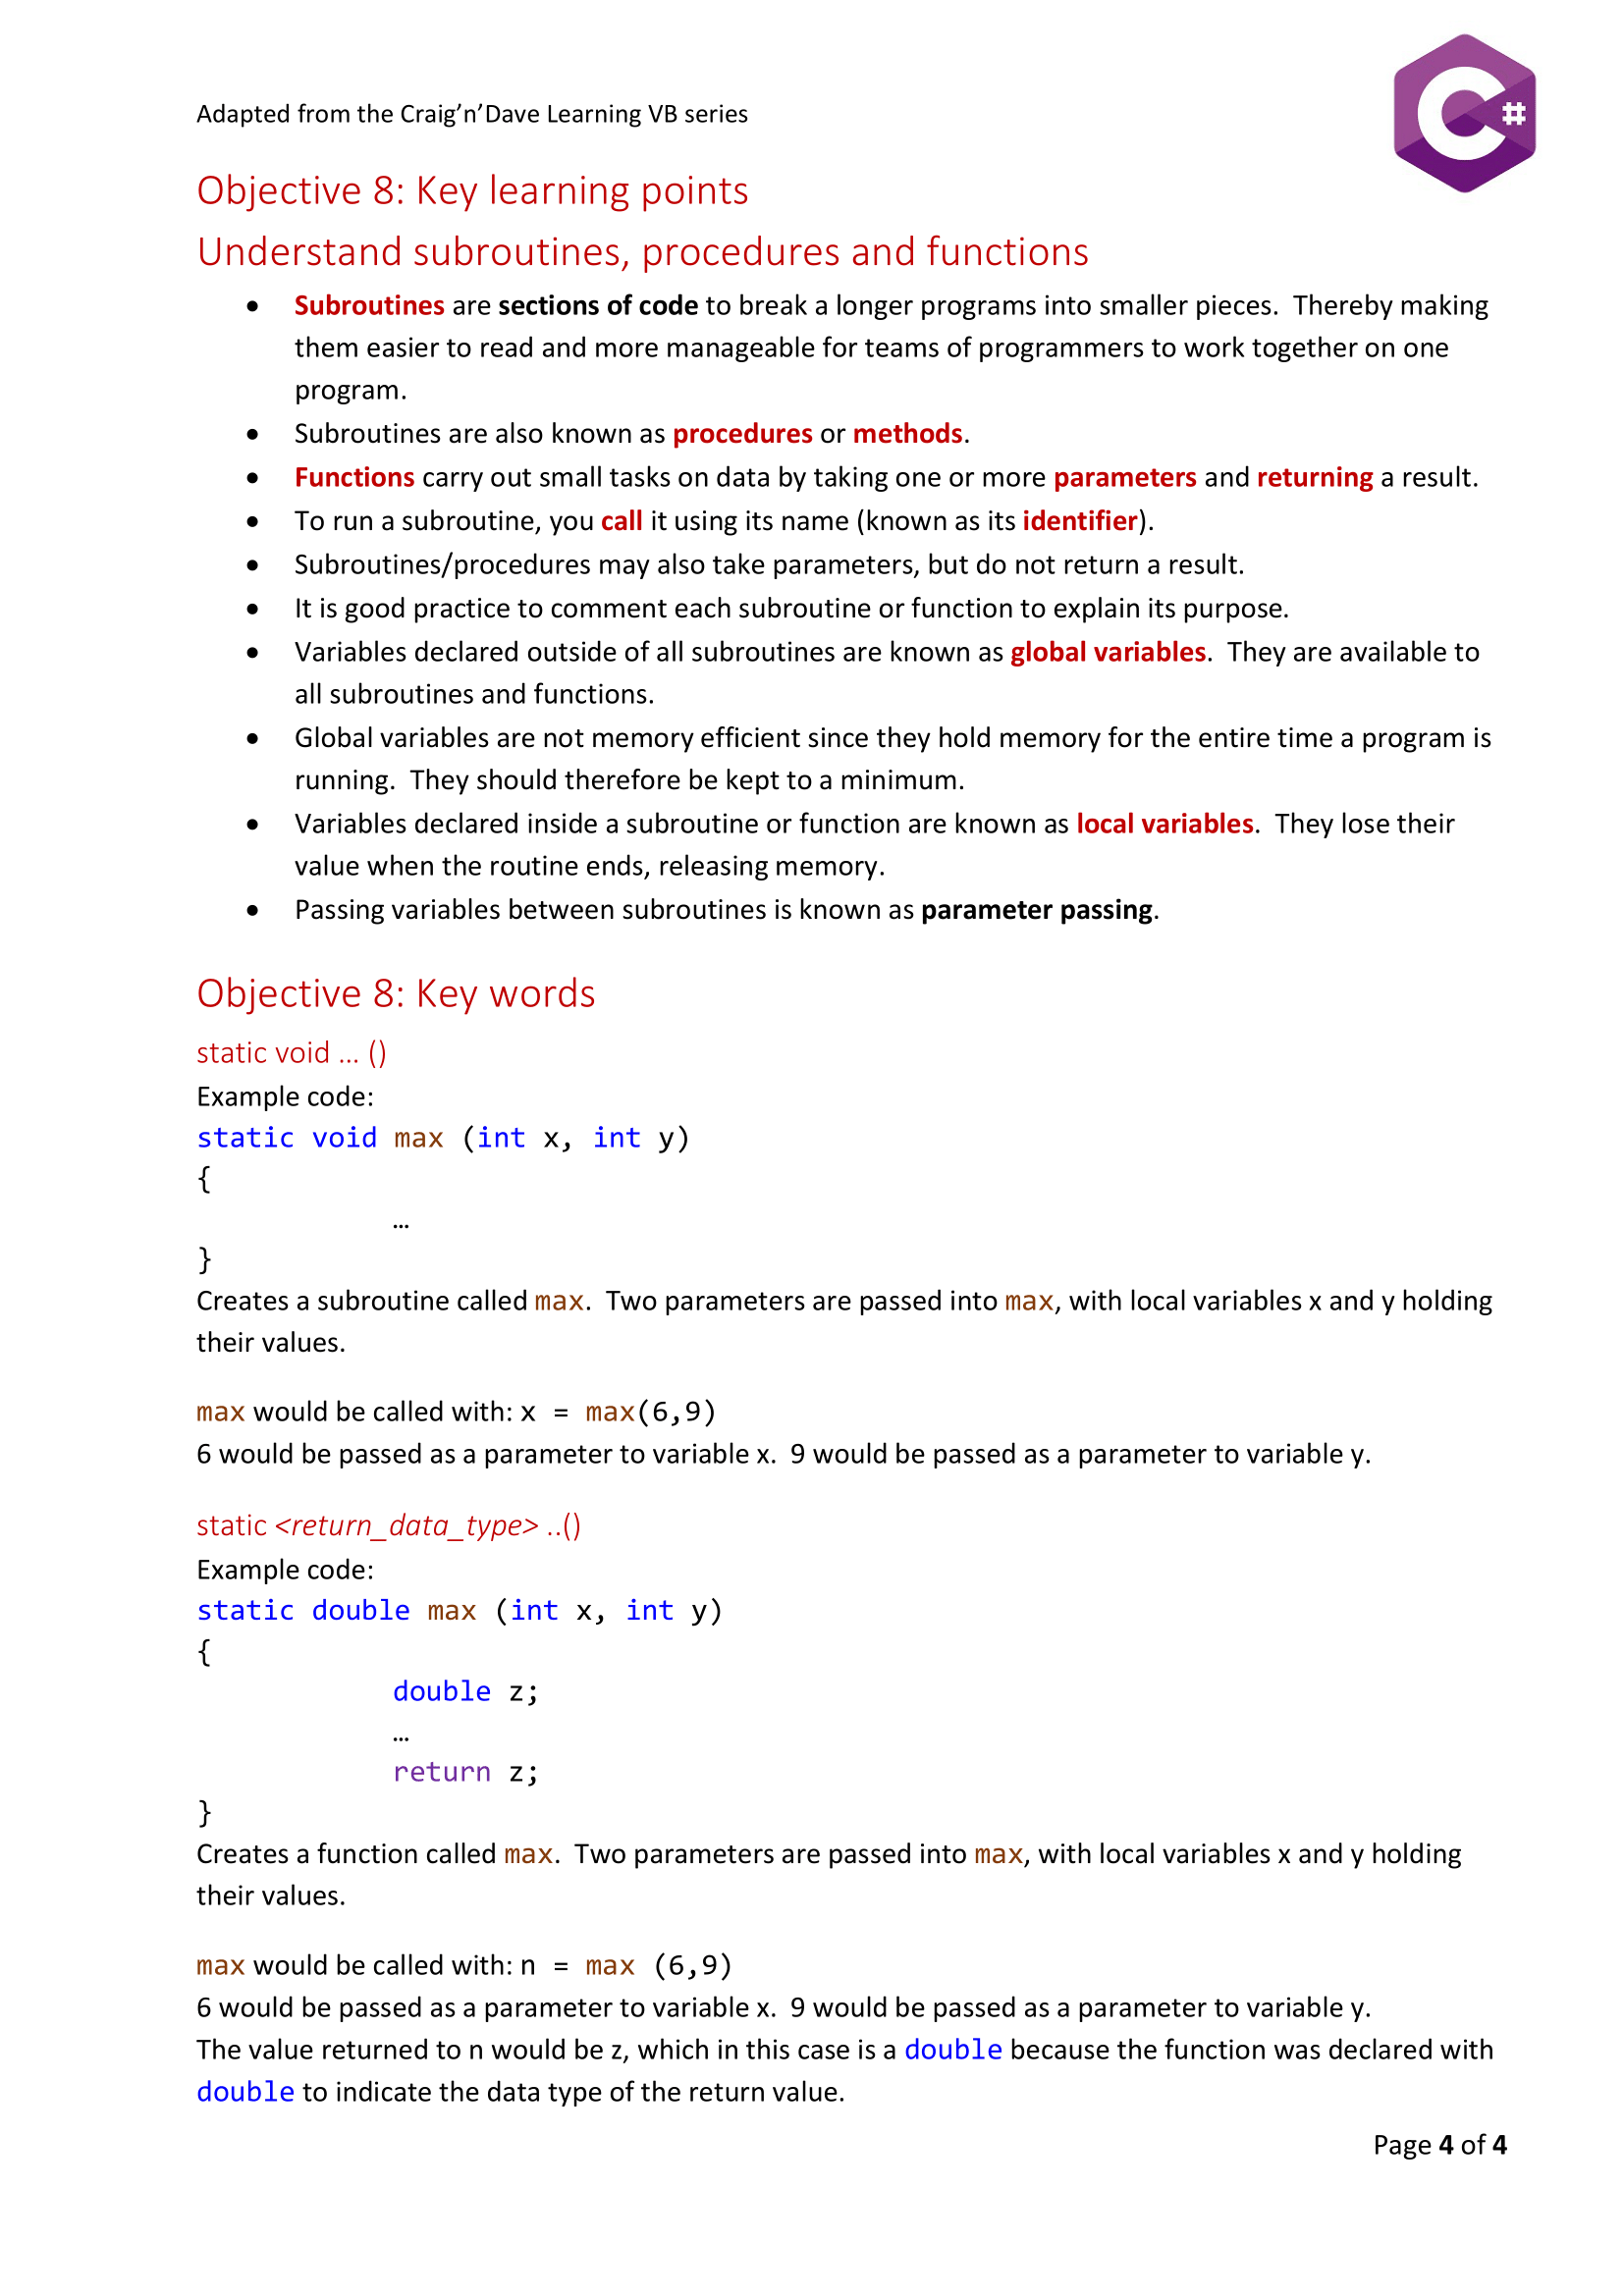 Adapted from the Craig’n’Dave Learning VB series
C#
Objective 8: Key learning points
Understand subroutines, procedures and functions
• Subroutines are sections of code to break a longer programs into smaller pieces.  Thereby making
them easier to read and more manageable for teams of programmers to work together on one
program.
• Subroutines are also known as procedures or methods.
• Functions carry out small tasks on data by taking one or more parameters and returning a result.
• To run a subroutine, you call it using its name (known as its identifier).
• Subroutines/procedures may also take parameters, but do not return a result.
• It is good practice to comment each subroutine or function to explain its purpose.
• Variables declared outside of all subroutines are known as global variables.  They are available to
all subroutines and functions.
• Global variables are not memory efficient since they hold memory for the entire time a program is
running.  They should therefore be kept to a minimum.
• Variables declared inside a subroutine or function are known as local variables.  They lose their
value when the routine ends, releasing memory.
• Passing variables between subroutines is known as parameter passing.
Objective 8: Key words
static void … ()
Example code:
static void max (int x, int y)
{
…
}
Creates a subroutine called max.  Two parameters are passed into max, with local variables x and y holding
their values.
max would be called with: x = max(6,9)
6 would be passed as a parameter to variable x.  9 would be passed as a parameter to variable y.
static <return_data_type> ..()
Example code:
static double max (int x, int y)
{
double z;
…
return z;
}
Creates a function called max.  Two parameters are passed into max, with local variables x and y holding
their values.
max would be called with: n = max (6,9)
6 would be passed as a parameter to variable x.  9 would be passed as a parameter to variable y.
The value returned to n would be z, which in this case is a double because the function was declared with
double to indicate the data type of the return value.
Page 4 of 4